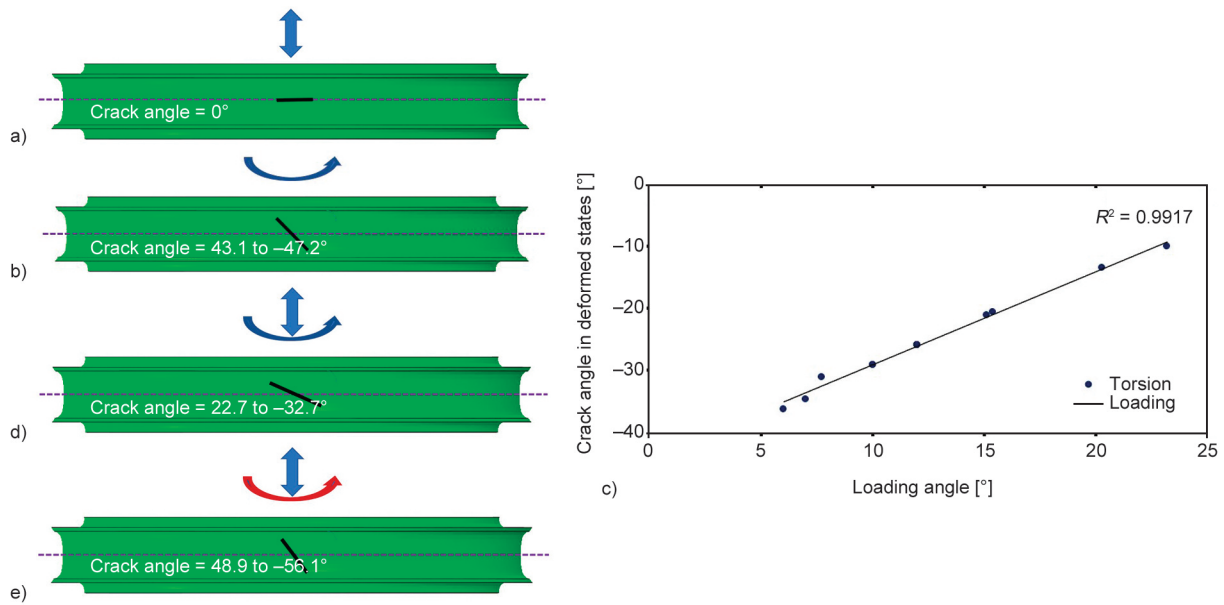 Crack angle = 0°
a)
Crack angle = 43.1 to –47.2°
b)
Crack angle = 22.7 to –32.7°
d)
Crack angle = 48.9 to –56.1°
e)
Crack angle in deformed states [°]
0
–10
–20
–30
–40
R² = 0.9917
Torsion
Loading
0 5 10 15 20 25
Loading angle [°]
c)